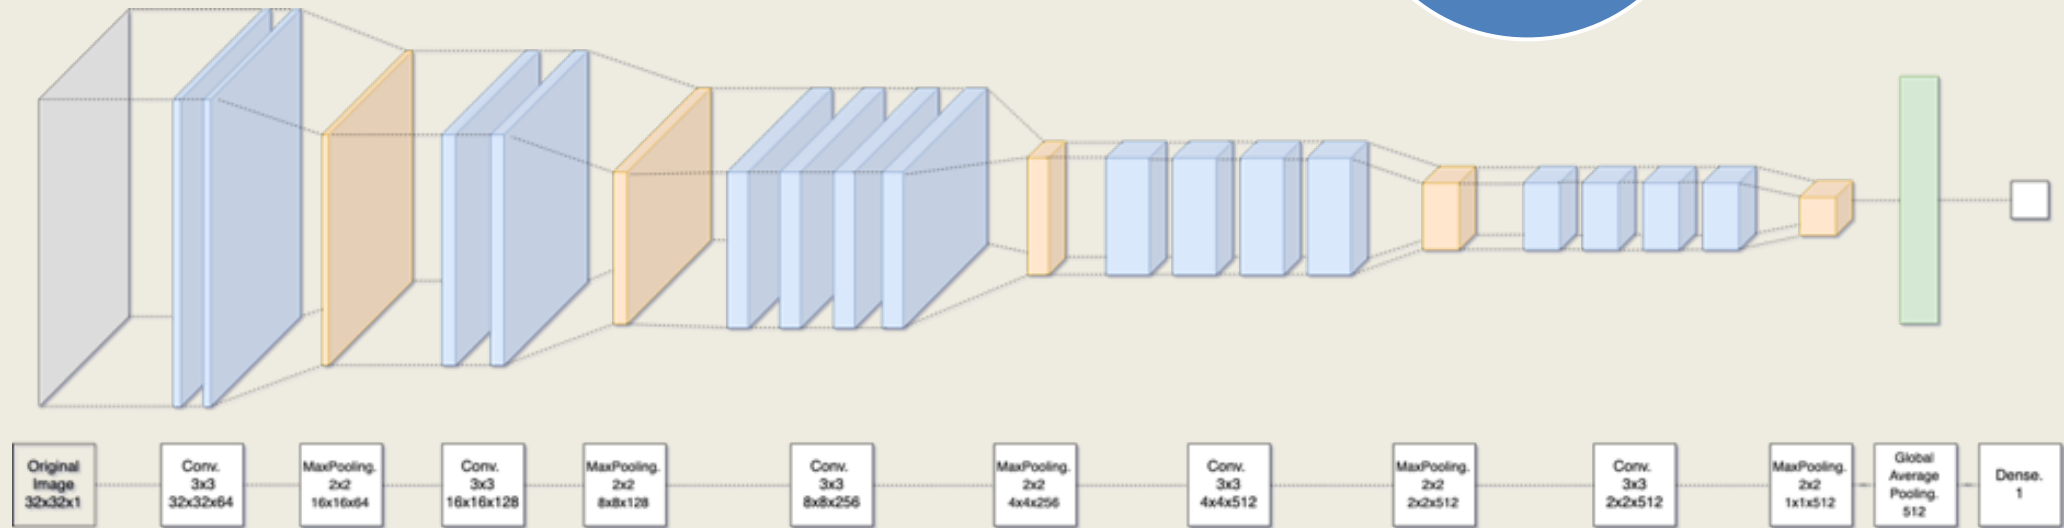 Original
Image
32x32x1
Conv.
3x3
32x32x64
MaxPooling.
2x2
16x16x64
Conv.
3x3
16x16x128
MaxPooling.
2x2
8x8x128
Conv.
3x3
8x8x256
MaxPooling.
2x2
4x4x256
Conv.
3x3
4x4x512
MaxPooling.
2x2
2x2x512
Conv.
3x3
2x2x512
MaxPooling.
2x2
1x1x512
Global
Average
Pooling.
512
Dense.
1